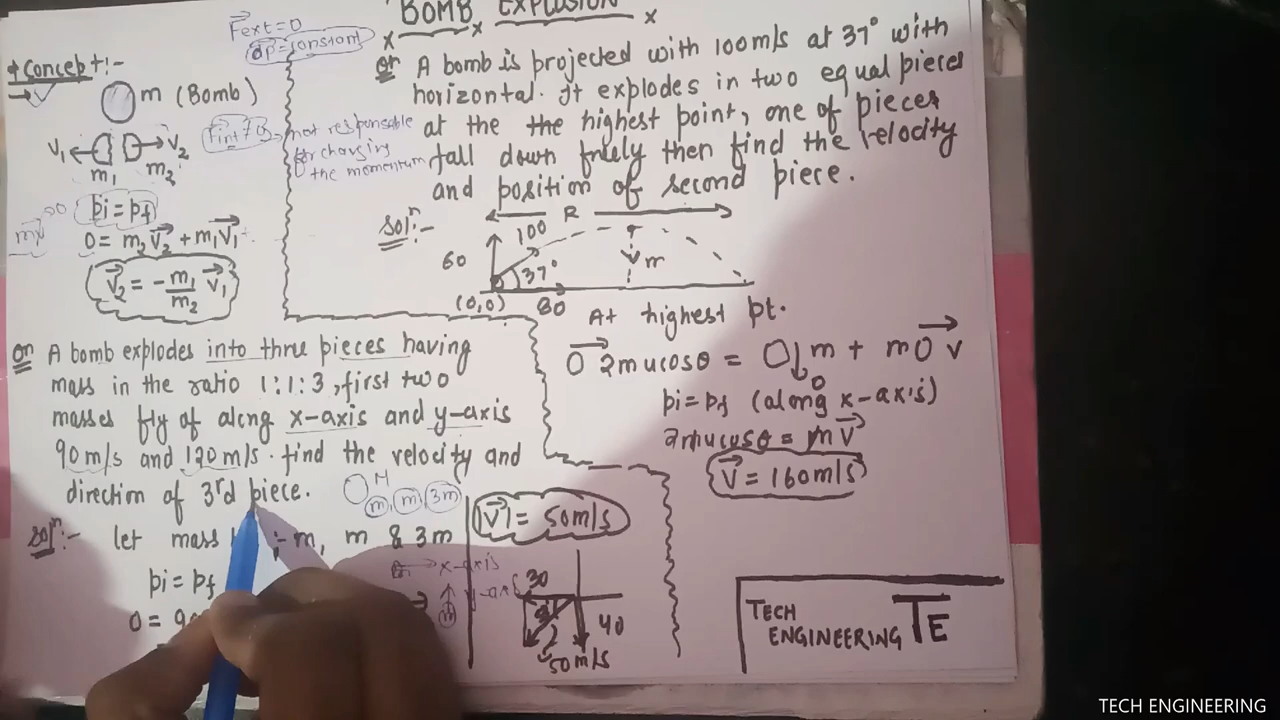 BOMB EXPLOSION
Fext=0
ΔP=constant
* Concept:-
m (Bomb)
V1 V2
m1 m2
Fint≠0 → not responsable
for changing
the momentum
pi = pf
0 = m2V2 + m1V1
V2 = - m1/m2 V1
Qn A bomb is projected with 100m/s at 37° with
horizontal. It explodes in two equal pieces
at the the highest point, one of pieces
fall down freely then find the velocity
and position of second piece.
Soln:-
R
100
60
37°
m
(0,0) 80
At highest pt.
2mucosθ = m + m v
0
pi = pf (along x-axis)
2mucosθ = mV
V = 160m/s
Qn A bomb explodes into three pieces having
mass in the ratio 1:1:3, first two
masses fly of along x-axis and y-axis
90m/s and 120m/s. find the velocity and
direction of 3rd piece.
M
m, m, 3m
Soln:- let mass m, m & 3m
pi = pf
0 = 90
x-axis
m
|V| = 50m/s
30
40
50m/s
TECH
ENGINEERING TE
TECH ENGINEERING